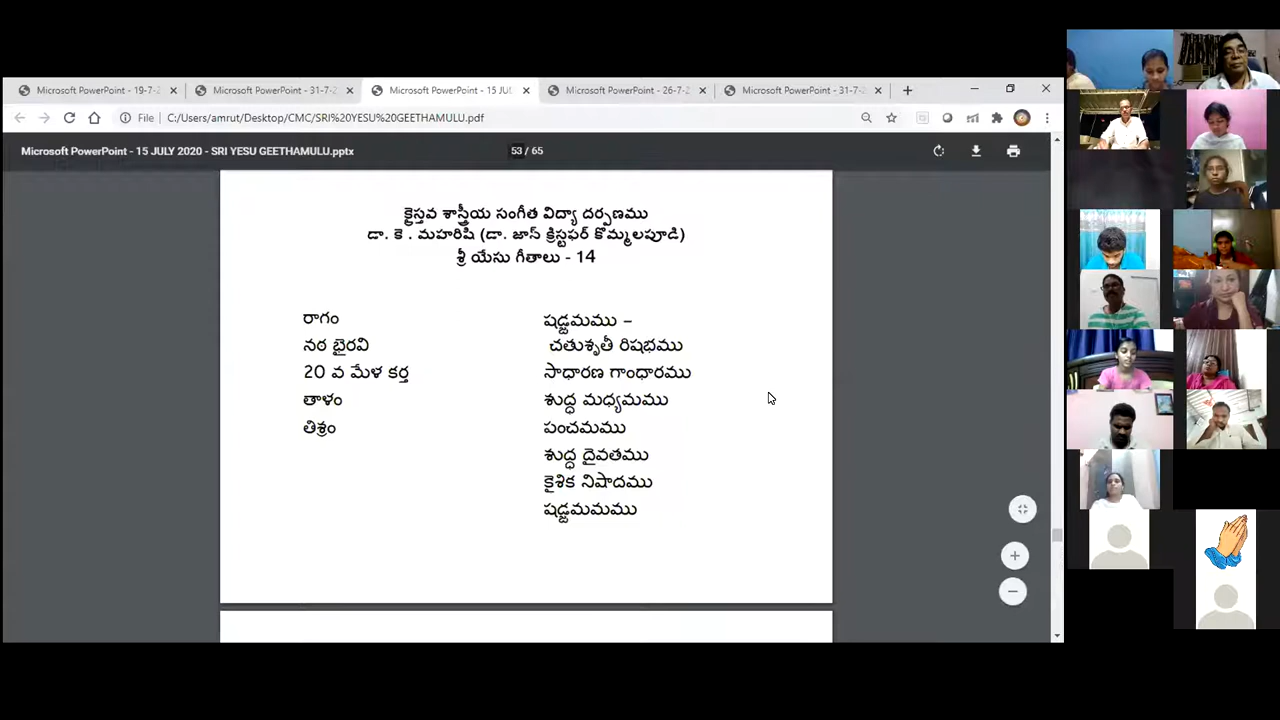 Microsoft PowerPoint - 19-7-2
Microsoft PowerPoint - 31-7-2
Microsoft PowerPoint - 15 JUL
Microsoft PowerPoint - 26-7-2
Microsoft PowerPoint - 31-7-2
File
C:/Users/amrut/Desktop/CMC/SRI%20YESU%20GEETHAMULU.pdf
Microsoft PowerPoint - 15 JULY 2020 - SRI YESU GEETHAMULU.pptx
53 / 65
క్రైస్తవ శాస్త్రీయ సంగీత విద్యా దర్పణము
డా. కె . మహరిషి (డా. జాస్ క్రిస్టఫర్ కొమ్మలపూడి)
శ్రీ యేసు గీతాలు - 14
రాగం
నఠ భైరవి
20 వ మేళ కర్త
తాళం
తిశ్రం
షడ్జమము –
చతుశృతీ రిషభము
సాధారణ గాంధారము
శుద్ధ మధ్యమము
పంచమము
శుద్ధ దైవతము
కైశిక నిషాదము
షడ్జమమము